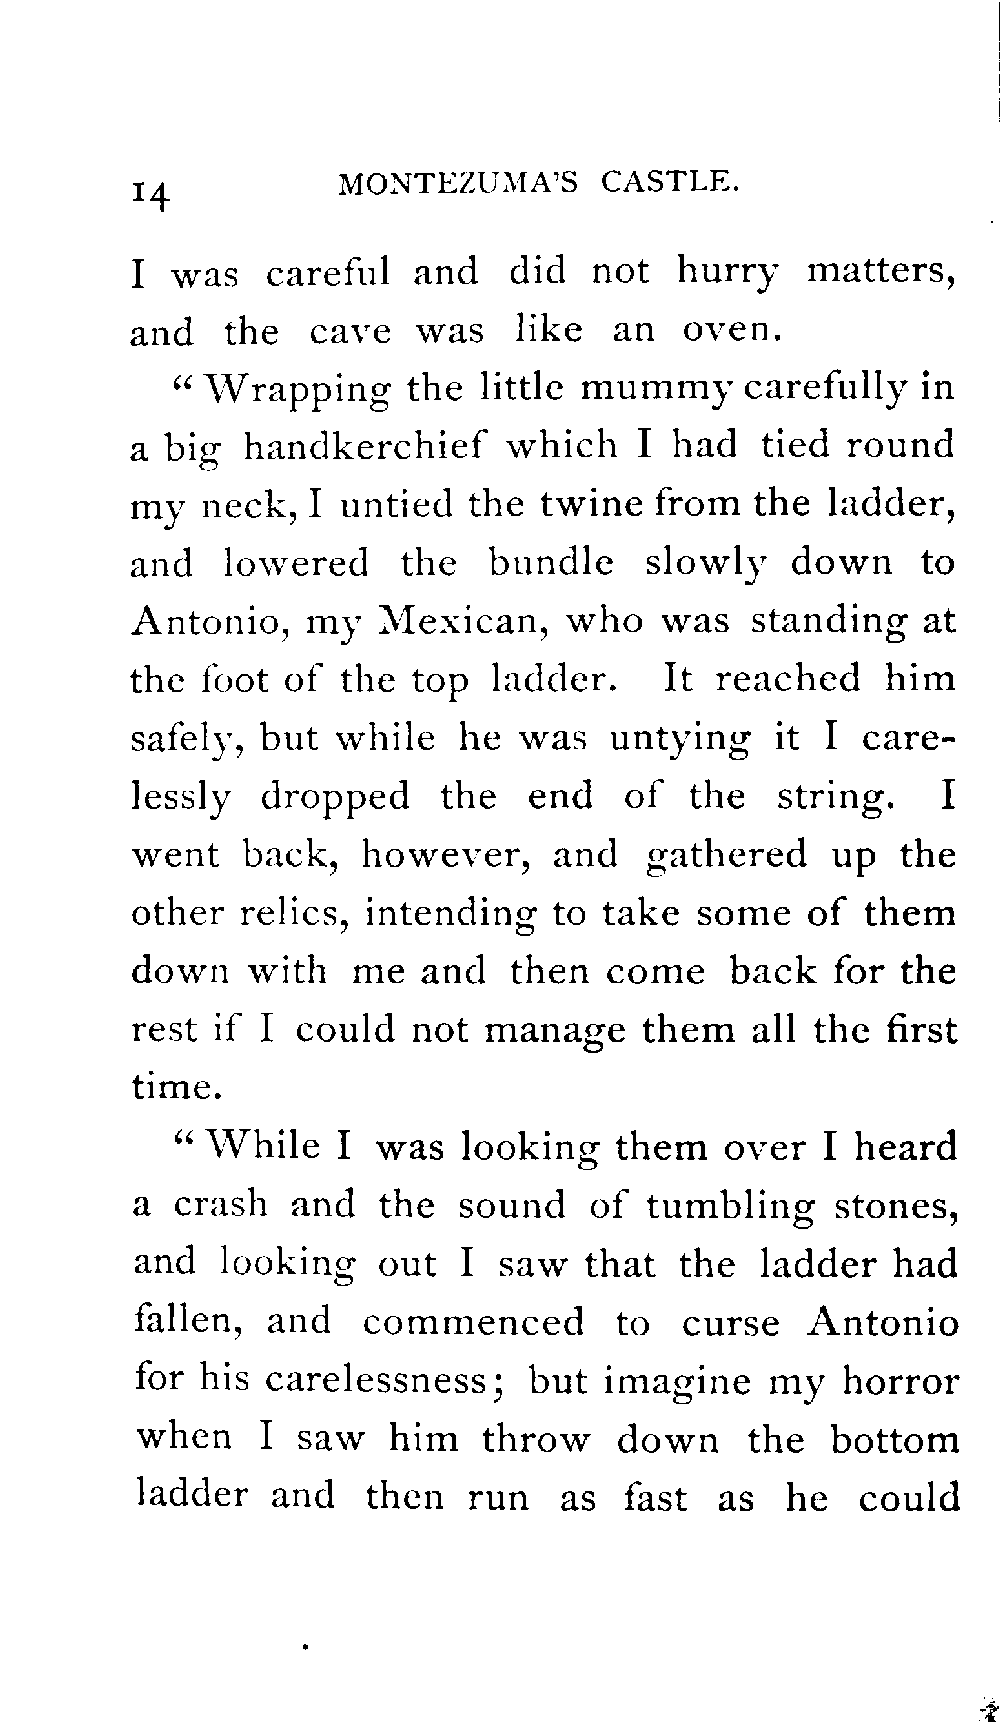 14 MONTEZUMA'S CASTLE.
I was careful and did not hurry matters,
and the cave was like an oven.
“Wrapping the little mummy carefully in
a big handkerchief which I had tied round
my neck, I untied the twine from the ladder,
and lowered the bundle slowly down to
Antonio, my Mexican, who was standing at
the foot of the top ladder. It reached him
safely, but while he was untying it I care-
lessly dropped the end of the string. I
went back, however, and gathered up the
other relics, intending to take some of them
down with me and then come back for the
rest if I could not manage them all the first
time.
“While I was looking them over I heard
a crash and the sound of tumbling stones,
and looking out I saw that the ladder had
fallen, and commenced to curse Antonio
for his carelessness; but imagine my horror
when I saw him throw down the bottom
ladder and then run as fast as he could